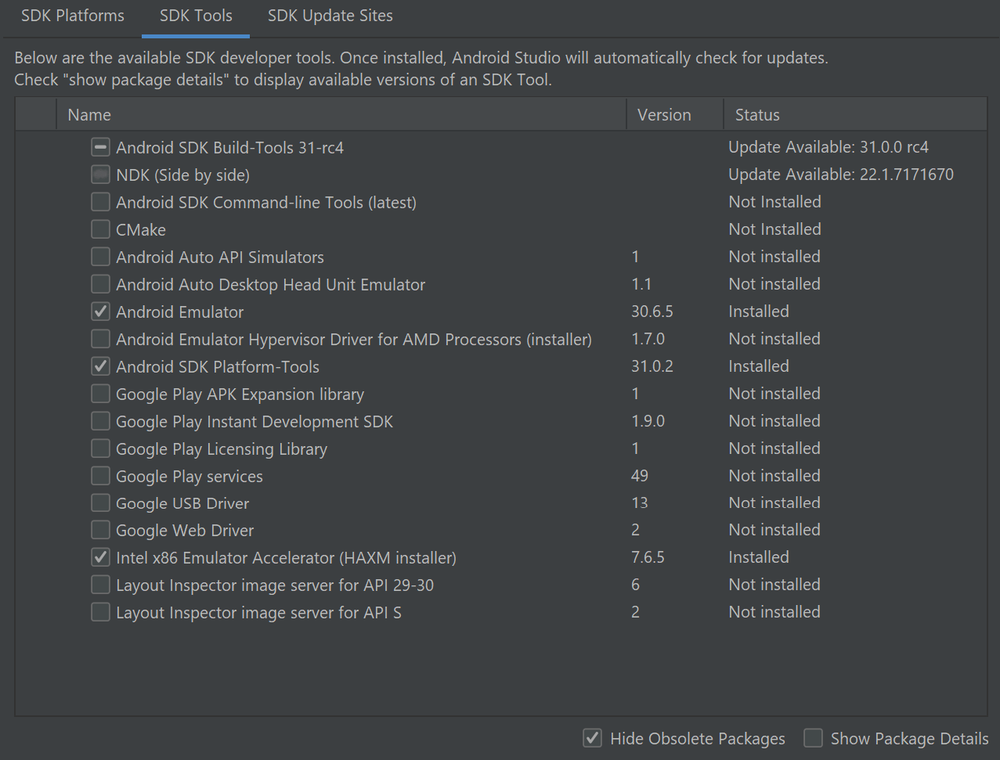 SDK Platforms SDK Tools SDK Update Sites
Below are the available SDK developer tools. Once installed, Android Studio will automatically check for updates.
Check "show package details" to display available versions of an SDK Tool.
Name Version Status
Android SDK Build-Tools 31-rc4 Update Available: 31.0.0 rc4
NDK (Side by side) Update Available: 22.1.7171670
Android SDK Command-line Tools (latest) Not Installed
CMake Not Installed
Android Auto API Simulators 1 Not installed
Android Auto Desktop Head Unit Emulator 1.1 Not installed
Android Emulator 30.6.5 Installed
Android Emulator Hypervisor Driver for AMD Processors (installer) 1.7.0 Not installed
Android SDK Platform-Tools 31.0.2 Installed
Google Play APK Expansion library 1 Not installed
Google Play Instant Development SDK 1.9.0 Not installed
Google Play Licensing Library 1 Not installed
Google Play services 49 Not installed
Google USB Driver 13 Not installed
Google Web Driver 2 Not installed
Intel x86 Emulator Accelerator (HAXM installer) 7.6.5 Installed
Layout Inspector image server for API 29-30 6 Not installed
Layout Inspector image server for API S 2 Not installed
Hide Obsolete Packages Show Package Details